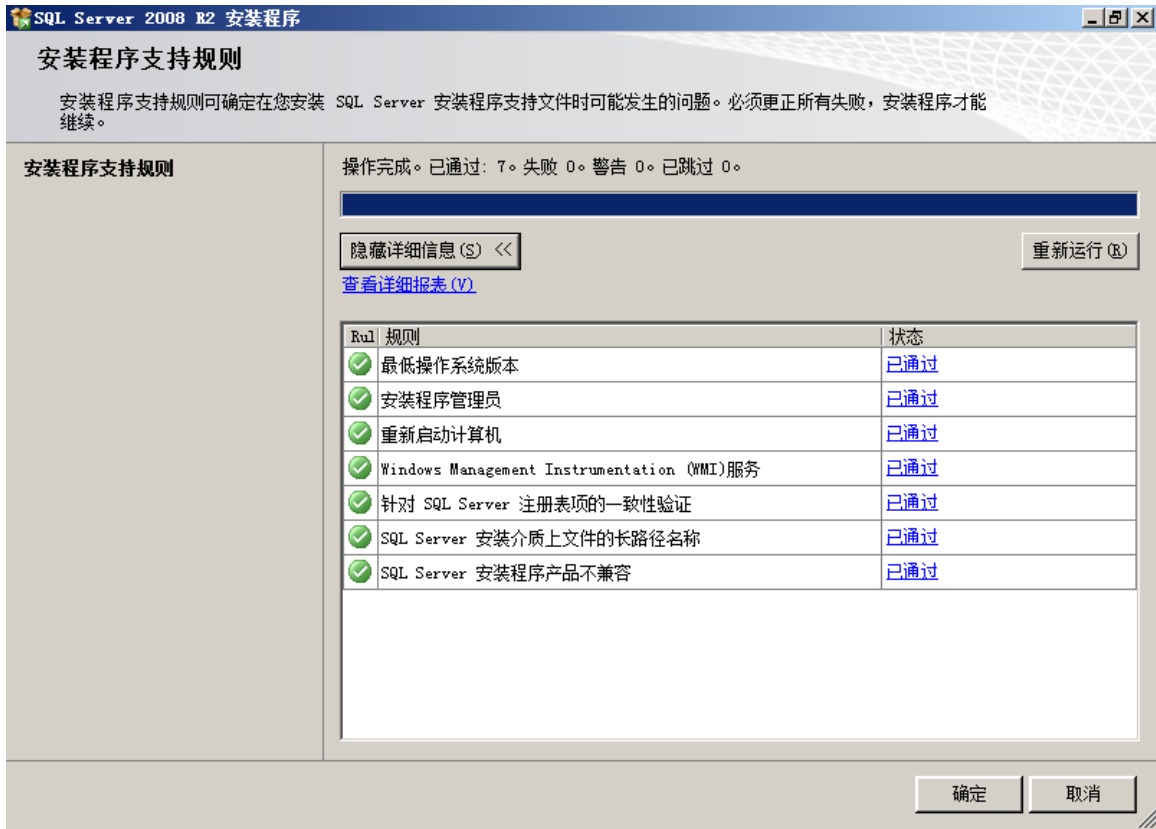 SQL Server 2008 R2 安装程序
安装程序支持规则
安装程序支持规则可确定在您安装 SQL Server 安装程序支持文件时可能发生的问题。必须更正所有失败，安装程序才能
继续。
安装程序支持规则
操作完成。已通过: 7。失败 0。警告 0。已跳过 0。
隐藏详细信息(S) <<
重新运行(R)
查看详细报表(V)
Rul 规则 状态
最低操作系统版本 已通过
安装程序管理员 已通过
重新启动计算机 已通过
Windows Management Instrumentation (WMI)服务 已通过
针对 SQL Server 注册表项的一致性验证 已通过
SQL Server 安装介质上文件的长路径名称 已通过
SQL Server 安装程序产品不兼容 已通过
确定 取消